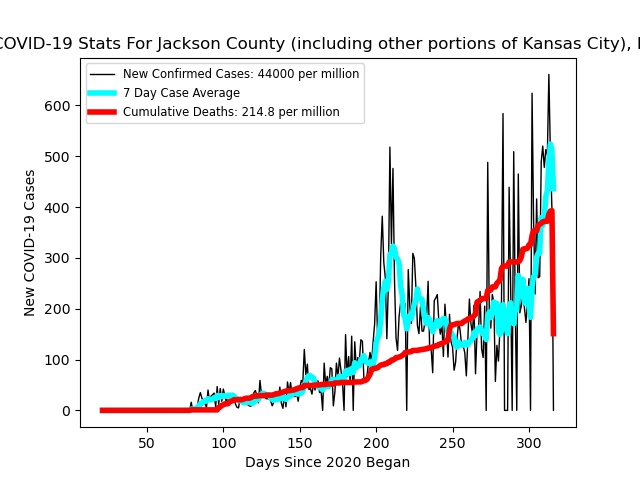 COVID-19 Stats For Jackson County (including other portions of Kansas City),
New Confirmed Cases: 44000 per million
7 Day Case Average
Cumulative Deaths: 214.8 per million
New COVID-19 Cases
600
500
400
300
200
100
0
50 100 150 200 250 300
Days Since 2020 Began